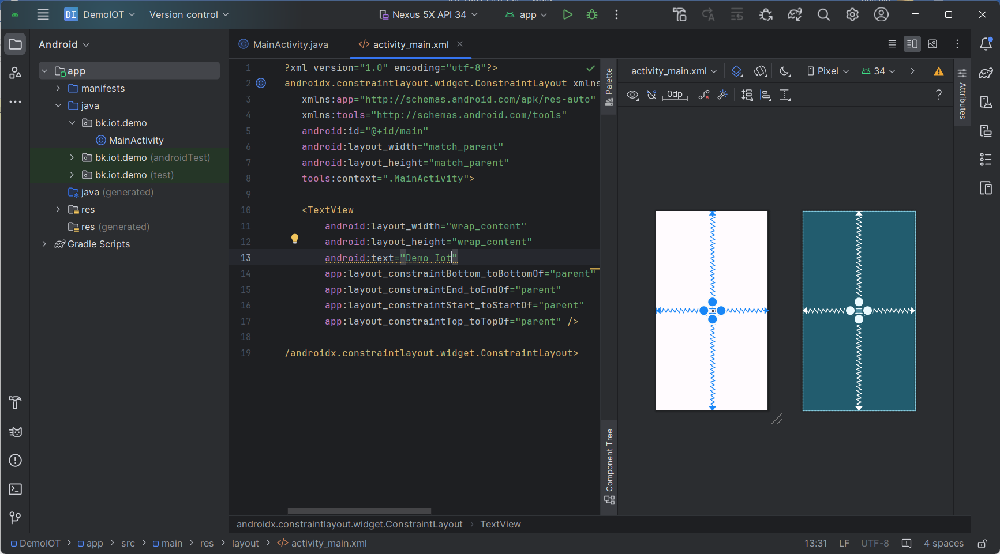 DI DemoIOT Version control Nexus 5X API 34 app
Android
MainActivity.java activity_main.xml
app
manifests
java
bk.iot.demo
MainActivity
bk.iot.demo (androidTest)
bk.iot.demo (test)
java (generated)
res
res (generated)
Gradle Scripts
1 ?xml version="1.0" encoding="utf-8"?>
2 androidx.constraintlayout.widget.ConstraintLayout xmlns
3 xmlns:app="http://schemas.android.com/apk/res-auto"
4 xmlns:tools="http://schemas.android.com/tools"
5 android:id="@+id/main"
6 android:layout_width="match_parent"
7 android:layout_height="match_parent"
8 tools:context=".MainActivity">
9
10 <TextView
11 android:layout_width="wrap_content"
12 android:layout_height="wrap_content"
13 android:text="Demo Iot"
14 app:layout_constraintBottom_toBottomOf="parent"
15 app:layout_constraintEnd_toEndOf="parent"
16 app:layout_constraintStart_toStartOf="parent"
17 app:layout_constraintTop_toTopOf="parent" />
18
19 /androidx.constraintlayout.widget.ConstraintLayout>
Palette
Component Tree
activity_main.xml Pixel 34
0dp ?
Attributes
androidx.constraintlayout.widget.ConstraintLayout › TextView
DemoIOT > app > src > main > res > layout > activity_main.xml 13:31 LF UTF-8 4 spaces